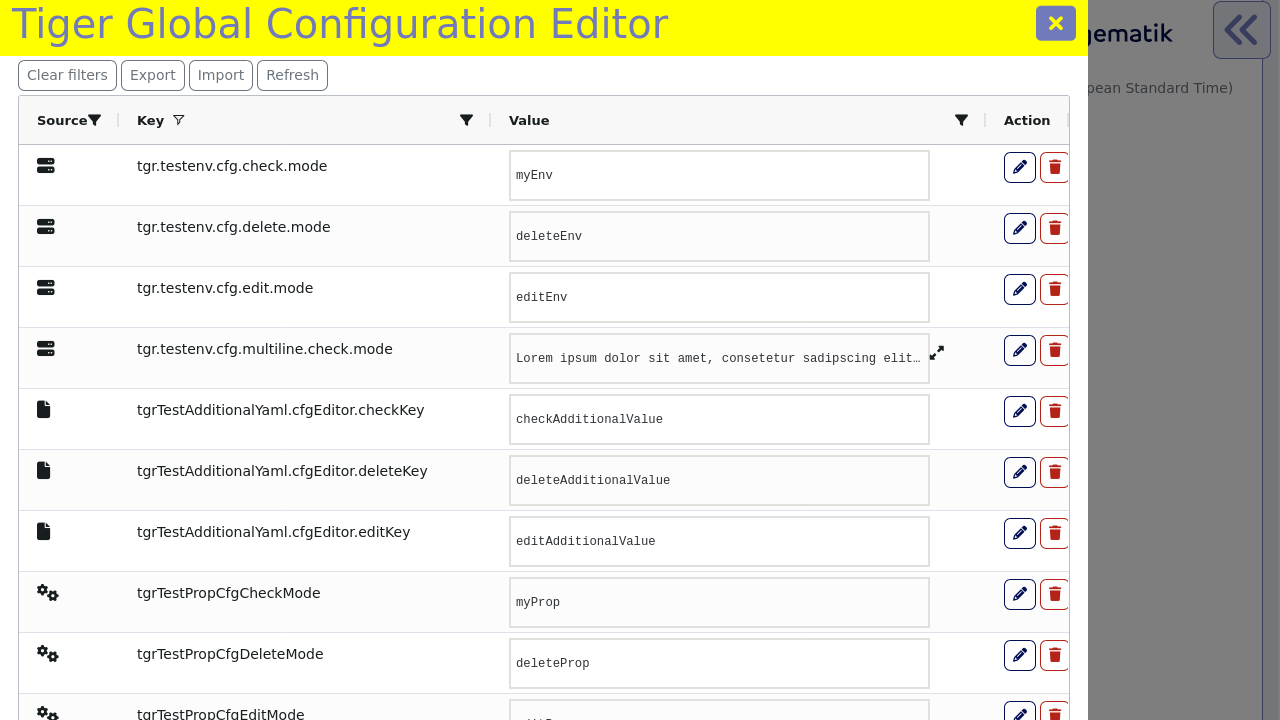 Tiger Global Configuration Editor
gematik
Clear filters Export Import Refresh
pean Standard Time)
Source Key Value Action
tgr.testenv.cfg.check.mode myEnv
tgr.testenv.cfg.delete.mode deleteEnv
tgr.testenv.cfg.edit.mode editEnv
tgr.testenv.cfg.multiline.check.mode Lorem ipsum dolor sit amet, consetetur sadipscing elit…
tgrTestAdditionalYaml.cfgEditor.checkKey checkAdditionalValue
tgrTestAdditionalYaml.cfgEditor.deleteKey deleteAdditionalValue
tgrTestAdditionalYaml.cfgEditor.editKey editAdditionalValue
tgrTestPropCfgCheckMode myProp
tgrTestPropCfgDeleteMode deleteProp
tgrTestPropCfgEditMode